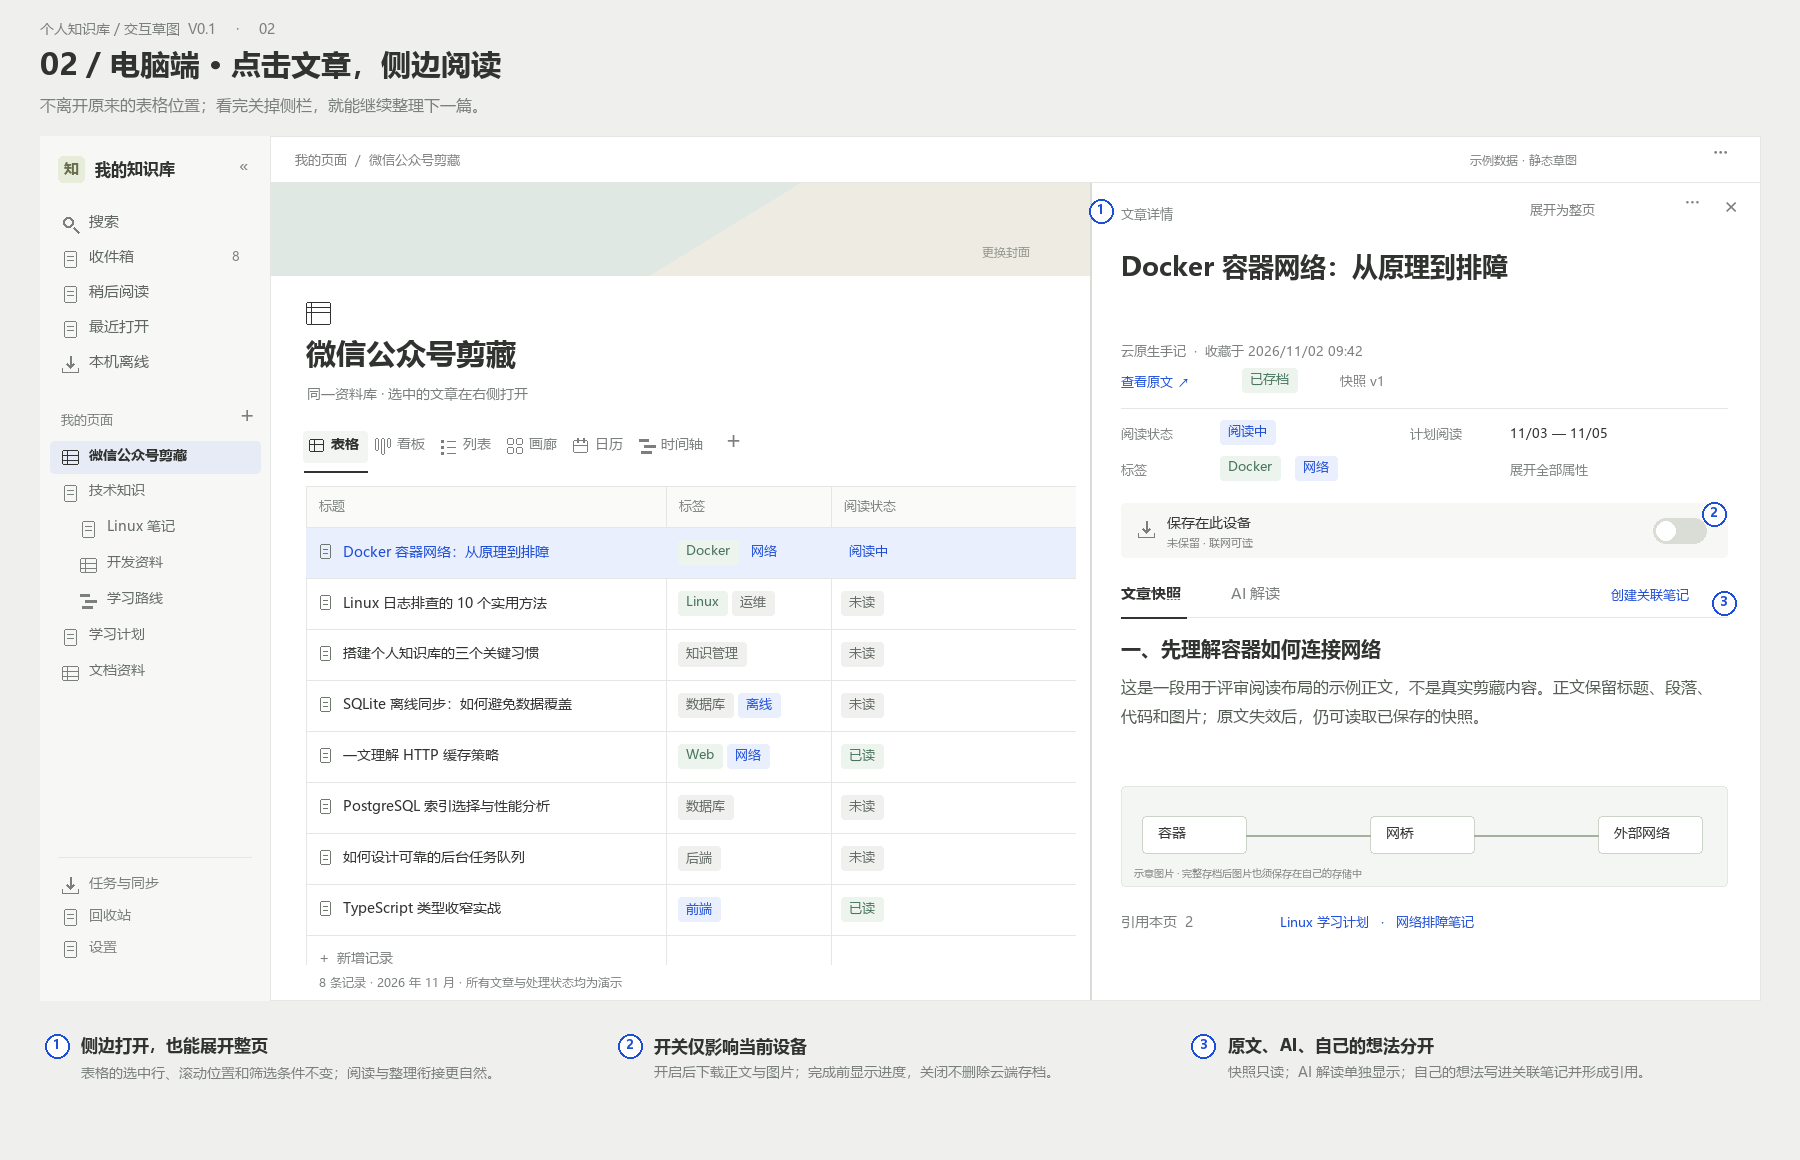 个人知识库 / 交互草图 V0.1 · 02
02 / 电脑端 • 点击文章，侧边阅读
不离开原来的表格位置；看完关掉侧栏，就能继续整理下一篇。
知 我的知识库 «
搜索
收件箱 8
稍后阅读
最近打开
本机离线
我的页面 +
微信公众号剪藏
技术知识
Linux 笔记
开发资料
学习路线
学习计划
文档资料
任务与同步
回收站
设置
我的页面 / 微信公众号剪藏
示例数据 · 静态草图 ···
更换封面
微信公众号剪藏
同一资料库 · 选中的文章在右侧打开
表格 看板 列表 画廊 日历 时间轴 +
标题 标签 阅读状态
Docker 容器网络：从原理到排障 Docker 网络 阅读中
Linux 日志排查的 10 个实用方法 Linux 运维 未读
搭建个人知识库的三个关键习惯 知识管理 未读
SQLite 离线同步：如何避免数据覆盖 数据库 离线 未读
一文理解 HTTP 缓存策略 Web 网络 已读
PostgreSQL 索引选择与性能分析 数据库 未读
如何设计可靠的后台任务队列 后端 未读
TypeScript 类型收窄实战 前端 已读
+ 新增记录
8 条记录 · 2026 年 11 月 · 所有文章与处理状态均为演示
1 文章详情 展开为整页 ··· ×
Docker 容器网络：从原理到排障
云原生手记 · 收藏于 2026/11/02 09:42
查看原文 ↗ 已存档 快照 v1
阅读状态 阅读中 计划阅读 11/03 — 11/05
标签 Docker 网络 展开全部属性
保存在此设备 2
未保留 · 联网可读
文章快照 AI 解读 创建关联笔记 3
一、先理解容器如何连接网络
这是一段用于评审阅读布局的示例正文，不是真实剪藏内容。正文保留标题、段落、
代码和图片；原文失效后，仍可读取已保存的快照。
容器 网桥 外部网络
示意图片 · 完整存档后图片也须保存在自己的存储中
引用本页 2 Linux 学习计划 · 网络排障笔记
1 侧边打开，也能展开整页
表格的选中行、滚动位置和筛选条件不变；阅读与整理衔接更自然。
2 开关仅影响当前设备
开启后下载正文与图片；完成前显示进度，关闭不删除云端存档。
3 原文、AI、自己的想法分开
快照只读；AI 解读单独显示；自己的想法写进关联笔记并形成引用。